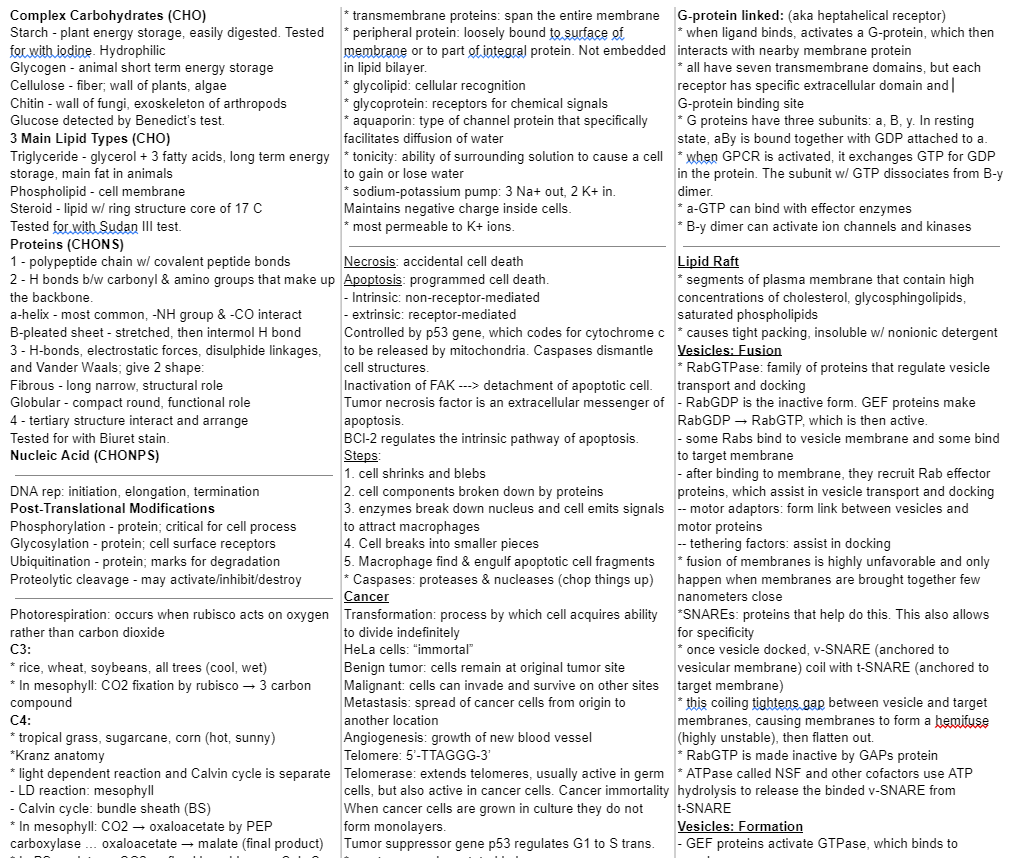 Complex Carbohydrates (CHO)
Starch - plant energy storage, easily digested. Tested
for with iodine. Hydrophilic
Glycogen - animal short term energy storage
Cellulose - fiber; wall of plants, algae
Chitin - wall of fungi, exoskeleton of arthropods
Glucose detected by Benedict's test.
3 Main Lipid Types (CHO)
Triglyceride - glycerol + 3 fatty acids, long term energy
storage, main fat in animals
Phospholipid - cell membrane
Steroid - lipid w/ ring structure core of 17 C
Tested for with Sudan III test.
Proteins (CHONS)
1 - polypeptide chain w/ covalent peptide bonds
2 - H bonds b/w carbonyl & amino groups that make up
the backbone.
a-helix - most common, -NH group & -CO interact
B-pleated sheet - stretched, then intermol H bond
3 - H-bonds, electrostatic forces, disulphide linkages,
and Vander Waals; give 2 shape:
Fibrous - long narrow, structural role
Globular - compact round, functional role
4 - tertiary structure interact and arrange
Tested for with Biuret stain.
Nucleic Acid (CHONPS)
DNA rep: initiation, elongation, termination
Post-Translational Modifications
Phosphorylation - protein; critical for cell process
Glycosylation - protein; cell surface receptors
Ubiquitination - protein; marks for degradation
Proteolytic cleavage - may activate/inhibit/destroy
Photorespiration: occurs when rubisco acts on oxygen
rather than carbon dioxide
C3:
* rice, wheat, soybeans, all trees (cool, wet)
* In mesophyll: CO2 fixation by rubisco → 3 carbon
compound
C4:
* tropical grass, sugarcane, corn (hot, sunny)
*Kranz anatomy
* light dependent reaction and Calvin cycle is separate
- LD reaction: mesophyll
- Calvin cycle: bundle sheath (BS)
* In mesophyll: CO2 → oxaloacetate by PEP
carboxylase ... oxaloacetate → malate (final product)
* transmembrane proteins: span the entire membrane
* peripheral protein: loosely bound to surface of
membrane or to part of integral protein. Not embedded
in lipid bilayer.
* glycolipid: cellular recognition
* glycoprotein: receptors for chemical signals
* aquaporin: type of channel protein that specifically
facilitates diffusion of water
* tonicity: ability of surrounding solution to cause a cell
to gain or lose water
* sodium-potassium pump: 3 Na+ out, 2 K+ in.
Maintains negative charge inside cells.
* most permeable to K+ ions.
Necrosis: accidental cell death
Apoptosis: programmed cell death.
- Intrinsic: non-receptor-mediated
- extrinsic: receptor-mediated
Controlled by p53 gene, which codes for cytochrome c
to be released by mitochondria. Caspases dismantle
cell structures.
Inactivation of FAK ---> detachment of apoptotic cell.
Tumor necrosis factor is an extracellular messenger of
apoptosis.
BCl-2 regulates the intrinsic pathway of apoptosis.
Steps:
1. cell shrinks and blebs
2. cell components broken down by proteins
3. enzymes break down nucleus and cell emits signals
to attract macrophages
4. Cell breaks into smaller pieces
5. Macrophage find & engulf apoptotic cell fragments
* Caspases: proteases & nucleases (chop things up)
Cancer
Transformation: process by which cell acquires ability
to divide indefinitely
HeLa cells: “immortal”
Benign tumor: cells remain at original tumor site
Malignant: cells can invade and survive on other sites
Metastasis: spread of cancer cells from origin to
another location
Angiogenesis: growth of new blood vessel
Telomere: 5'-TTAGGG-3'
Telomerase: extends telomeres, usually active in germ
cells, but also active in cancer cells. Cancer immortality
When cancer cells are grown in culture they do not
form monolayers.
Tumor suppressor gene p53 regulates G1 to S trans.
G-protein linked: (aka heptahelical receptor)
* when ligand binds, activates a G-protein, which then
interacts with nearby membrane protein
* all have seven transmembrane domains, but each
receptor has specific extracellular domain and
G-protein binding site
* G proteins have three subunits: a, B, y. In resting
state, aBy is bound together with GDP attached to a.
* when GPCR is activated, it exchanges GTP for GDP
in the protein. The subunit w/ GTP dissociates from B-y
dimer.
* a-GTP can bind with effector enzymes
* B-y dimer can activate ion channels and kinases
Lipid Raft
* segments of plasma membrane that contain high
concentrations of cholesterol, glycosphingolipids,
saturated phospholipids
* causes tight packing, insoluble w/ nonionic detergent
Vesicles: Fusion
* RabGTPase: family of proteins that regulate vesicle
transport and docking
- RabGDP is the inactive form. GEF proteins make
RabGDP → RabGTP, which is then active.
- some Rabs bind to vesicle membrane and some bind
to target membrane
- after binding to membrane, they recruit Rab effector
proteins, which assist in vesicle transport and docking
-- motor adaptors: form link between vesicles and
motor proteins
-- tethering factors: assist in docking
* fusion of membranes is highly unfavorable and only
happen when membranes are brought together few
nanometers close
*SNAREs: proteins that help do this. This also allows
for specificity
* once vesicle docked, v-SNARE (anchored to
vesicular membrane) coil with t-SNARE (anchored to
target membrane)
* this coiling tightens gap between vesicle and target
membranes, causing membranes to form a hemifuse
(highly unstable), then flatten out.
* RabGTP is made inactive by GAPs protein
* ATPase called NSF and other cofactors use ATP
hydrolysis to release the binded v-SNARE from
t-SNARE
Vesicles: Formation
- GEF proteins activate GTPase, which binds to